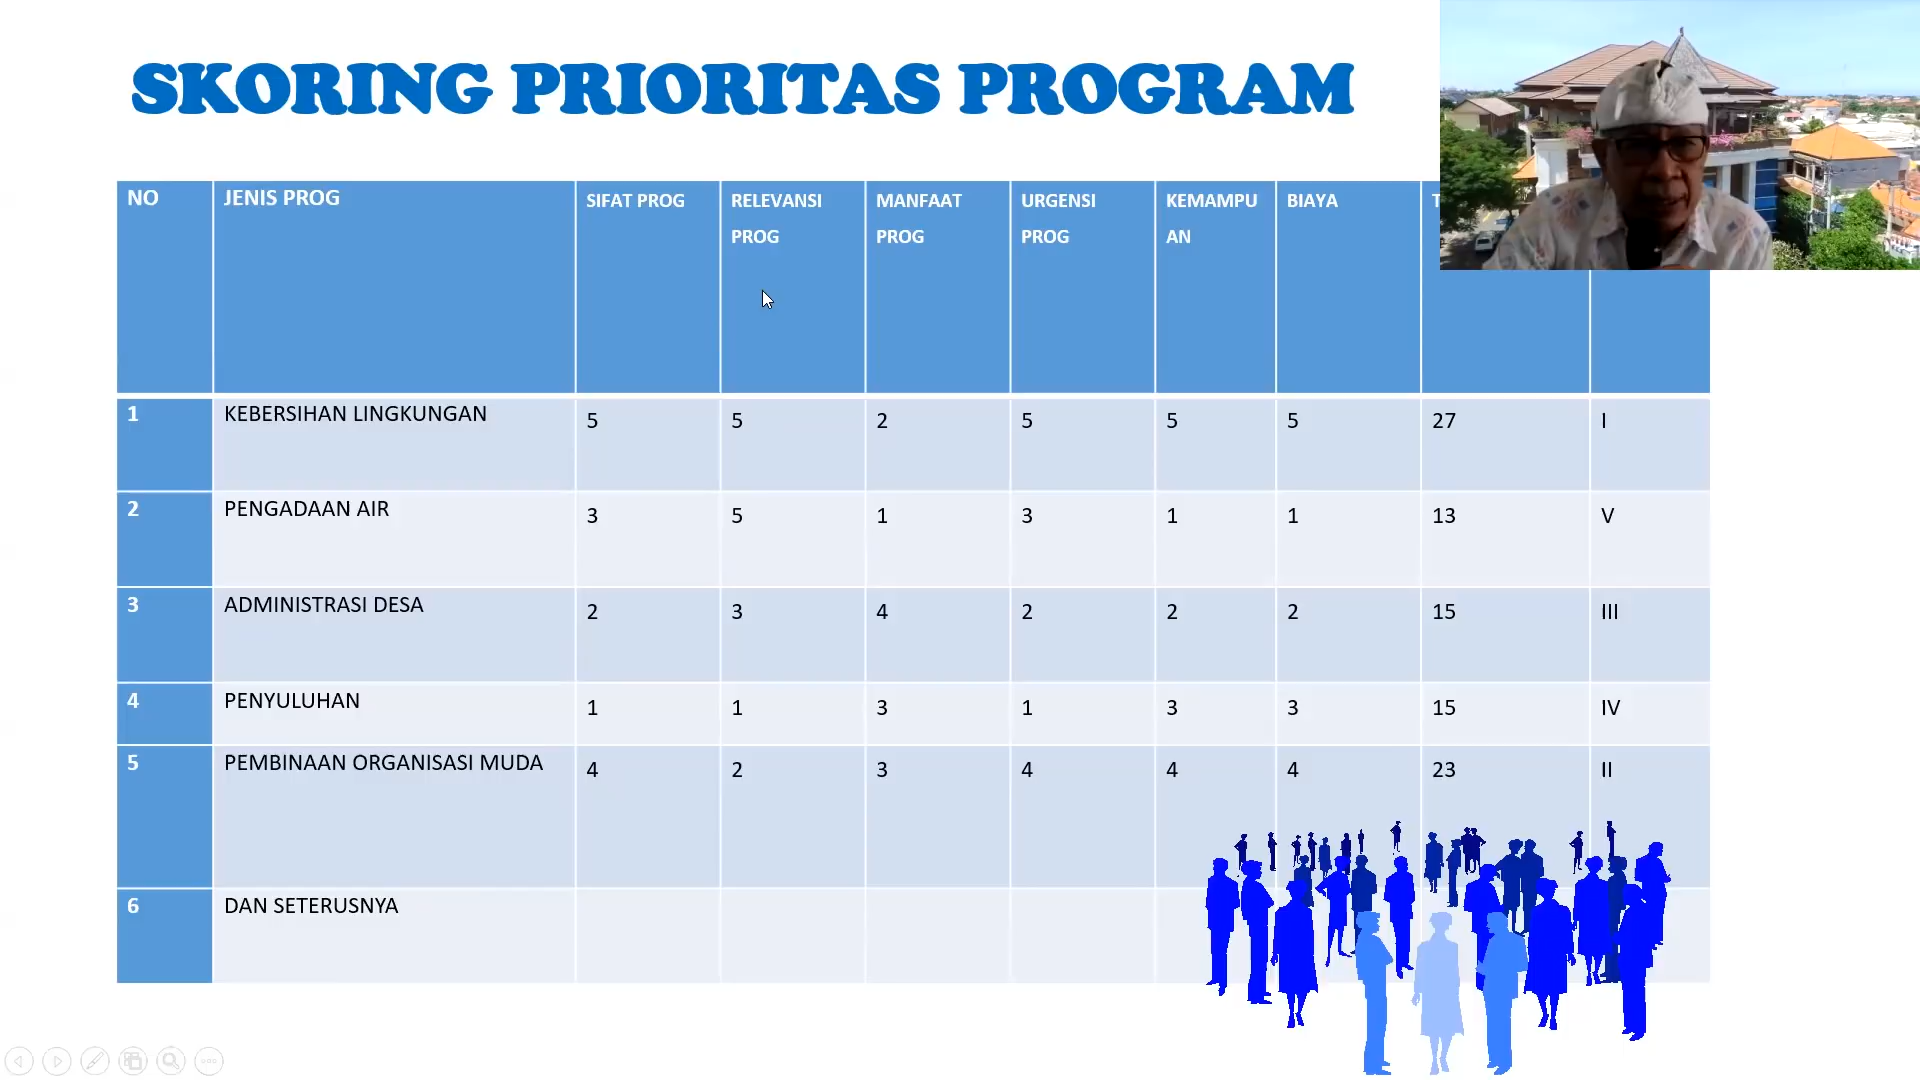 SKORING PRIORITAS PROGRAM
NO JENIS PROG SIFAT PROG RELEVANSI PROG MANFAAT PROG URGENSI PROG KEMAMPU AN BIAYA
1 KEBERSIHAN LINGKUNGAN 5 5 2 5 5 5 27 I
2 PENGADAAN AIR 3 5 1 3 1 1 13 V
3 ADMINISTRASI DESA 2 3 4 2 2 2 15 III
4 PENYULUHAN 1 1 3 1 3 3 15 IV
5 PEMBINAAN ORGANISASI MUDA 4 2 3 4 4 4 23 II
6 DAN SETERUSNYA